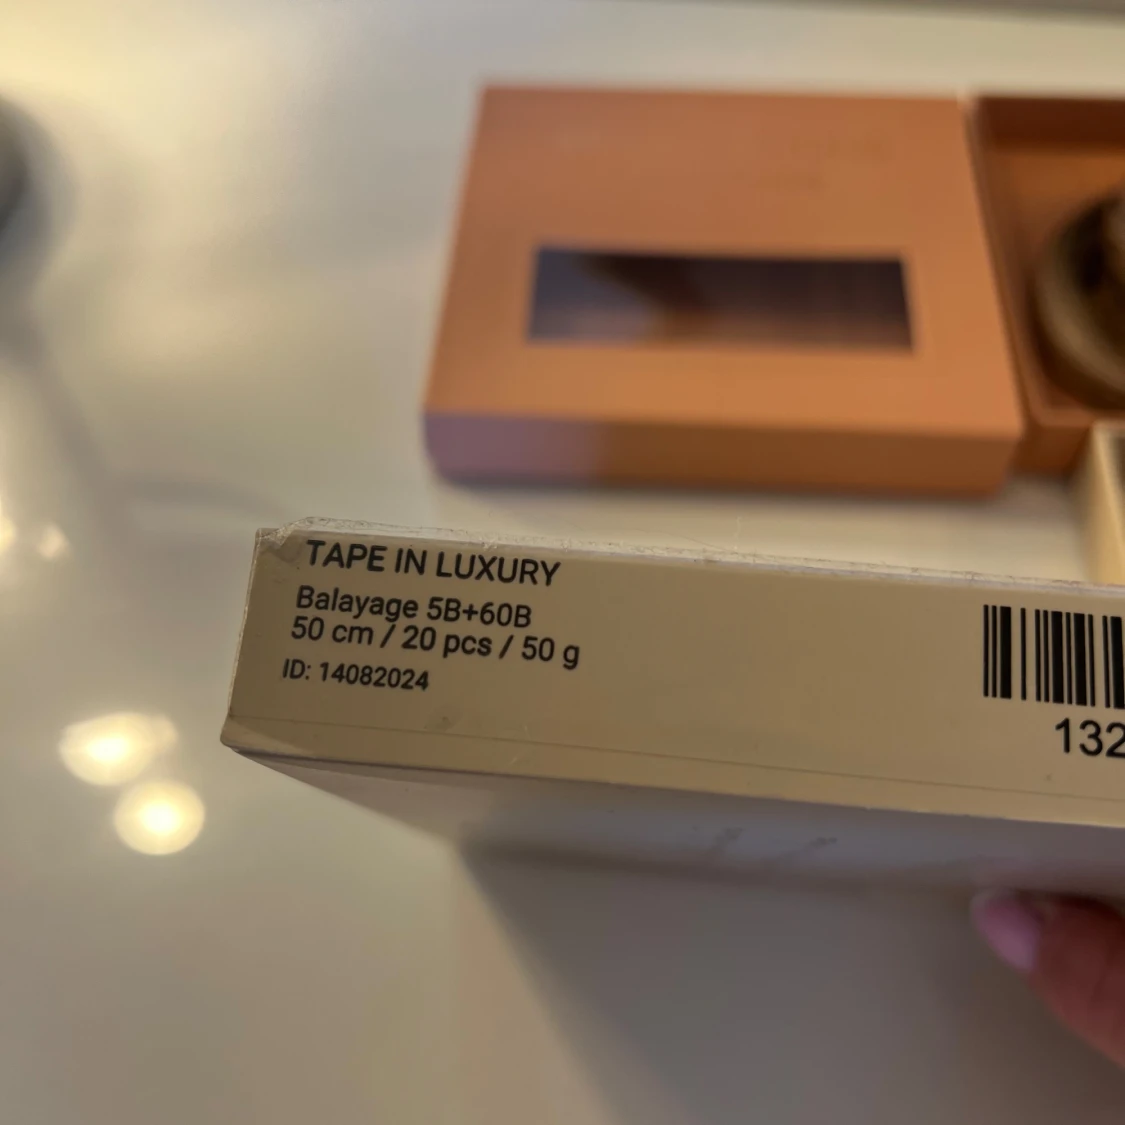 TAPE IN LUXURY
Balayage 5B+60B
50 cm / 20 pcs / 50 g
ID: 14082024
132